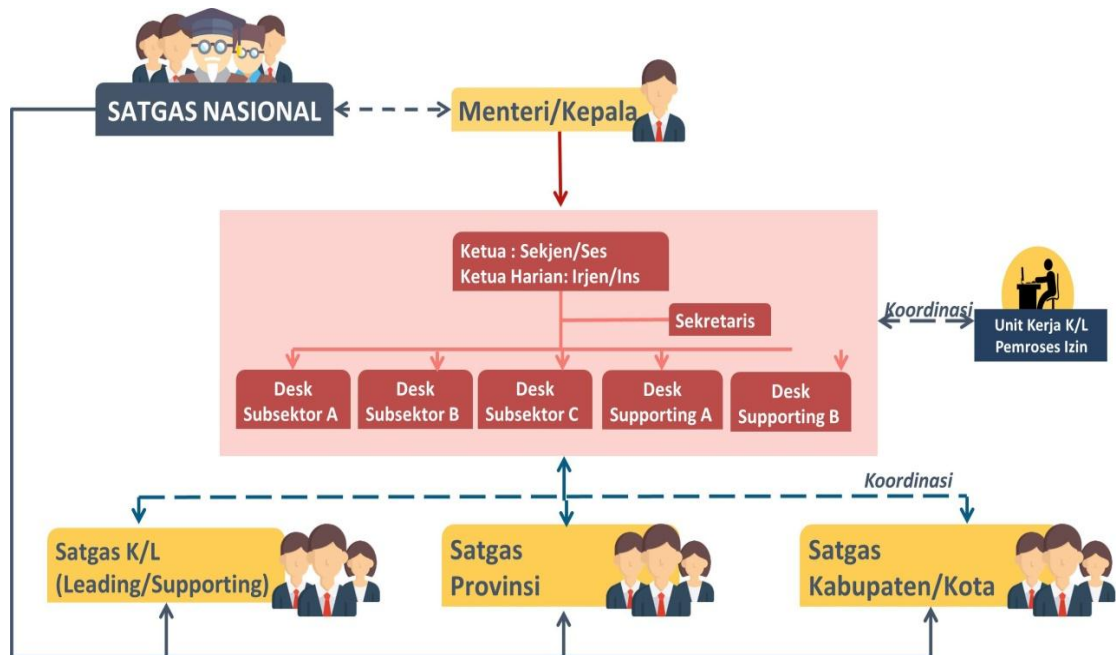 SATGAS NASIONAL
Menteri/Kepala
Ketua : Sekjen/Ses
Ketua Harian: Irjen/Ins
Sekretaris
Koordinasi
Unit Kerja K/L
Pemroses Izin
Desk
Subsektor A
Desk
Subsektor B
Desk
Subsektor C
Desk
Supporting A
Desk
Supporting B
Koordinasi
Satgas K/L
(Leading/Supporting)
Satgas
Provinsi
Satgas
Kabupaten/Kota